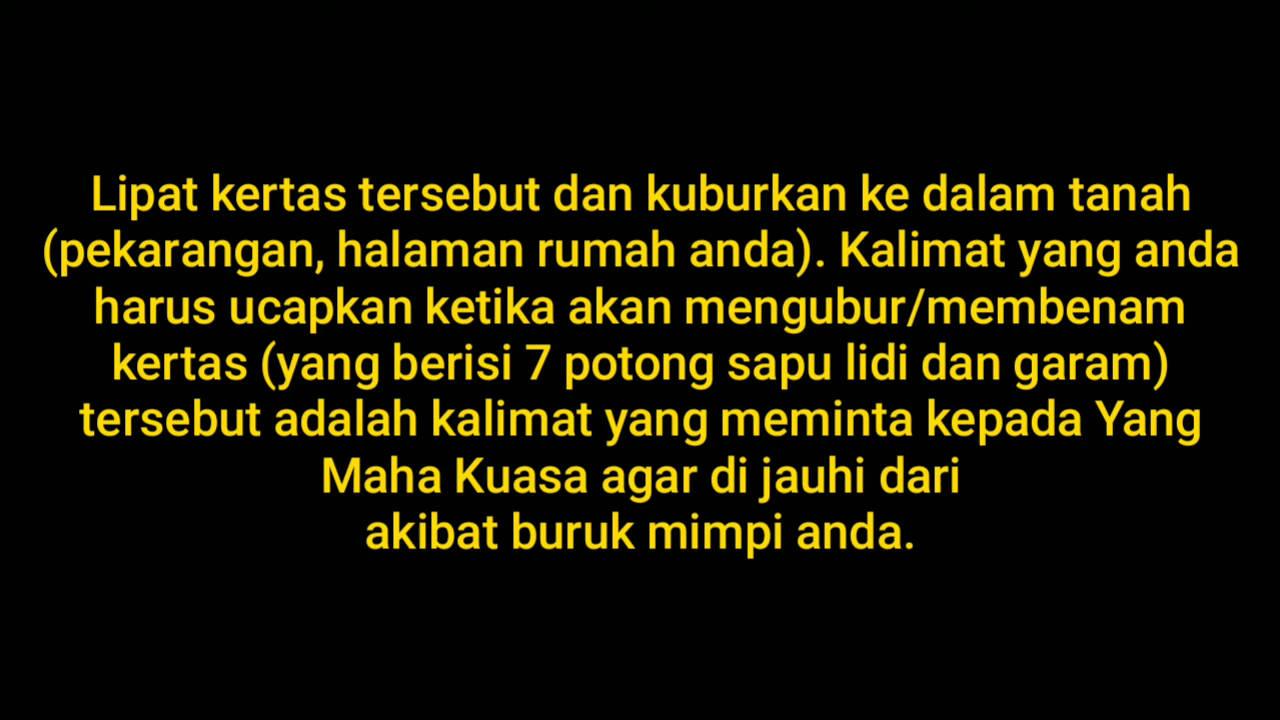 Lipat kertas tersebut dan kuburkan ke dalam tanah
(pekarangan, halaman rumah anda). Kalimat yang anda
harus ucapkan ketika akan mengubur/membenam
kertas (yang berisi 7 potong sapu lidi dan garam)
tersebut adalah kalimat yang meminta kepada Yang
Maha Kuasa agar di jauhi dari
akibat buruk mimpi anda.